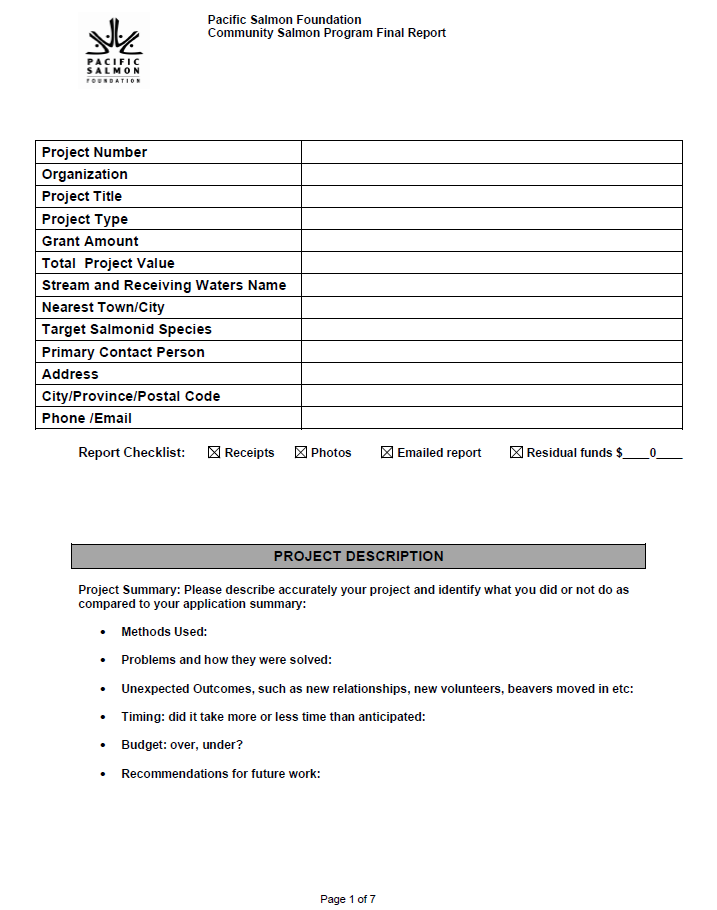 Pacific Salmon Foundation
Community Salmon Program Final Report
PACIFIC
SALMON
FOUNDATION
Project Number
Organization
Project Title
Project Type
Grant Amount
Total  Project Value
Stream and Receiving Waters Name
Nearest Town/City
Target Salmonid Species
Primary Contact Person
Address
City/Province/Postal Code
Phone /Email
Report Checklist: ☒ Receipts ☒ Photos ☒ Emailed report ☒ Residual funds $____0____
PROJECT DESCRIPTION
Project Summary: Please describe accurately your project and identify what you did or not do as
compared to your application summary:
• Methods Used:
• Problems and how they were solved:
• Unexpected Outcomes, such as new relationships, new volunteers, beavers moved in etc:
• Timing: did it take more or less time than anticipated:
• Budget: over, under?
• Recommendations for future work:
Page 1 of 7